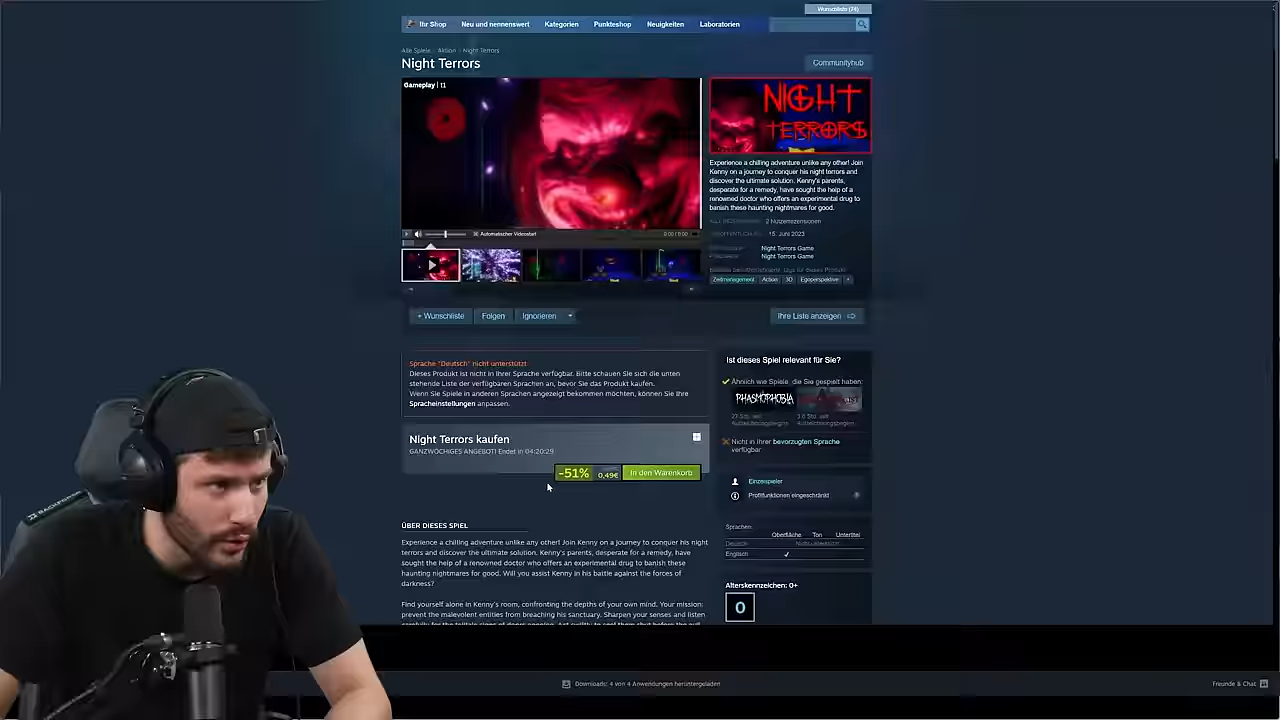 Wunschliste (74)
Ihr Shop Neu und nennenswert Kategorien Punkteshop Neuigkeiten Laboratorien
Alle Spiele > Aktion > Night Terrors
Night Terrors
Communityhub
Gameplay | t1
NIGHT
TERRORS
Experience a chilling adventure unlike any other! Join
Kenny on a journey to conquer his night terrors and
discover the ultimate solution. Kenny's parents,
desperate for a remedy, have sought the help of a
renowned doctor who offers an experimental drug to
banish these haunting nightmares for good.
2 Nutzerrezensionen
15. Juni 2023
Night Terrors Game
Night Terrors Game
Zeitmanagement Action 3D Egoperspektive +
Automatischer Videostart
+ Wunschliste Folgen Ignorieren
Ihre Liste anzeigen
Sprache "Deutsch" nicht unterstützt
Dieses Produkt ist nicht in Ihrer Sprache verfügbar. Bitte schauen Sie sich die unten
stehende Liste der verfügbaren Sprachen an, bevor Sie das Produkt kaufen.
Wenn Sie Spiele in anderen Sprachen angezeigt bekommen möchten, können Sie Ihre
Spracheinstellungen anpassen.
Night Terrors kaufen
GANZWÖCHIGES ANGEBOT! Endet in 04:20:29
-51% 0,49€ In den Warenkorb
ÜBER DIESES SPIEL
Experience a chilling adventure unlike any other! Join Kenny on a journey to conquer his night
terrors and discover the ultimate solution. Kenny's parents, desperate for a remedy, have
sought the help of a renowned doctor who offers an experimental drug to banish these
haunting nightmares for good. Will you assist Kenny in his battle against the forces of
darkness?
Find yourself alone in Kenny's room, confronting the depths of your own mind. Your mission:
prevent the malevolent entities from breaching his sanctuary. Sharpen your senses and listen
Ist dieses Spiel relevant für Sie?
Ähnlich wie Spiele, die Sie gespielt haben:
PHASMOPHOBIA
Nicht in Ihrer bevorzugten Sprache
verfügbar
Einzelspieler
Profilfunktionen eingeschränkt
Sprachen:
Oberfläche Ton Untertitel
Deutsch Nicht unterstützt
Englisch ✓
Alterskennzeichen: 0+
0
Downloads: 4 von 4 Anwendungen heruntergeladen
Freunde & Chat